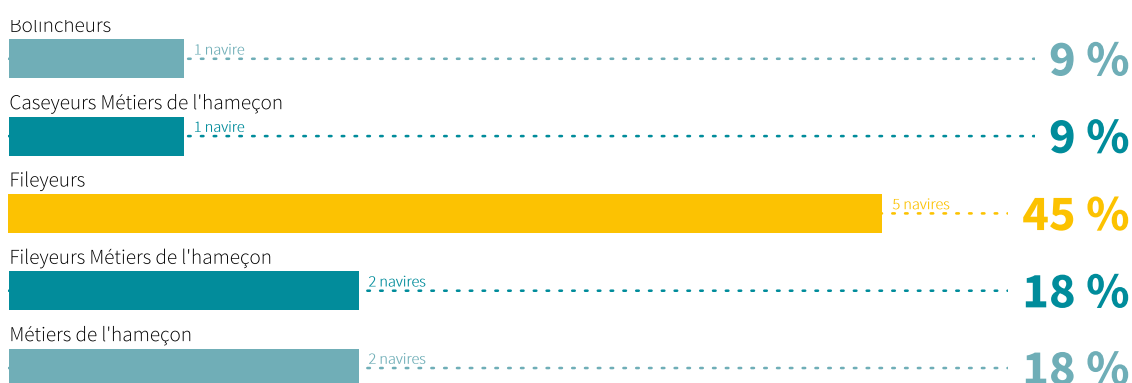 Bolincheurs
1 navire
9 %
Caseyeurs Métiers de l'hameçon
1 navire
9 %
Fileyeurs
5 navires
45 %
Fileyeurs Métiers de l'hameçon
2 navires
18 %
Métiers de l'hameçon
2 navires
18 %